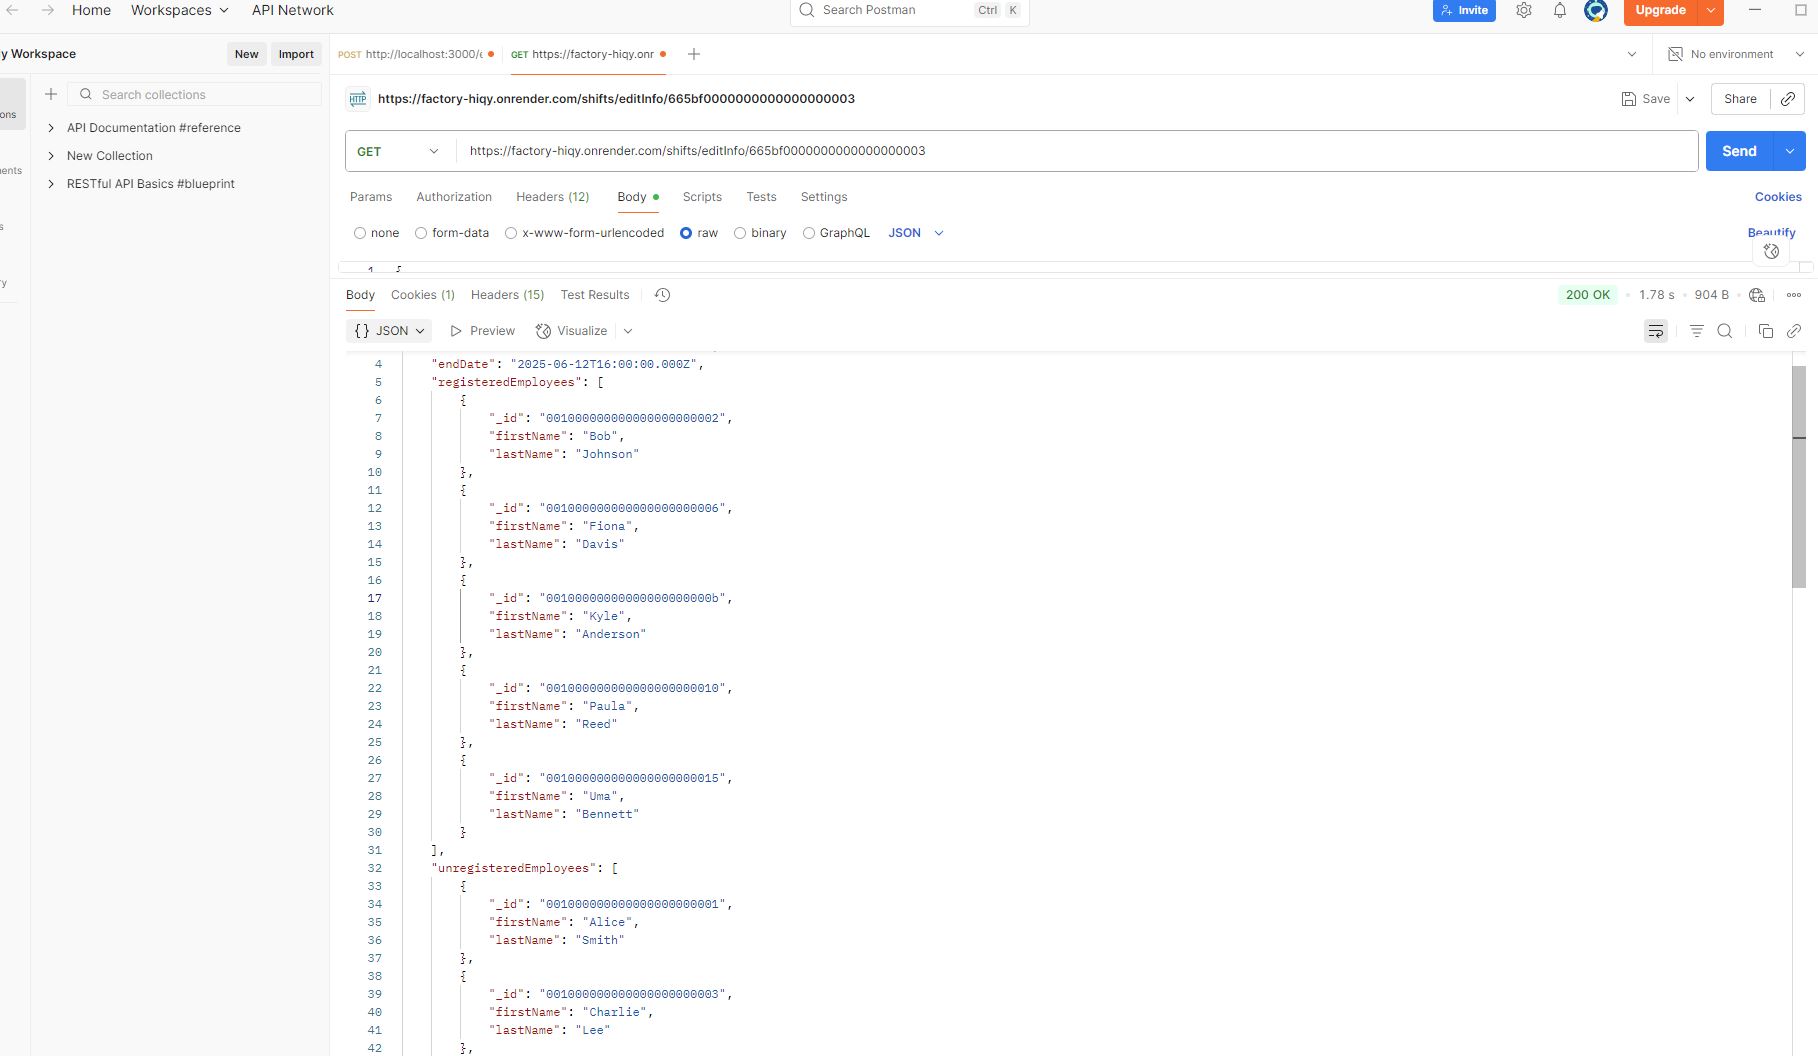 Home Workspaces API Network Search Postman Ctrl K Invite Upgrade
y Workspace New Import POST http://localhost:3000/ GET https://factory-hiqy.onr No environment
Search collections
ons
API Documentation #reference
New Collection
ents
RESTful API Basics #blueprint
s
ry
HTTP https://factory-hiqy.onrender.com/shifts/editInfo/665bf0000000000000000003 Save Share
GET https://factory-hiqy.onrender.com/shifts/editInfo/665bf0000000000000000003 Send
Params Authorization Headers (12) Body Scripts Tests Settings Cookies
none form-data x-www-form-urlencoded raw binary GraphQL JSON Beautify
1 {
Body Cookies (1) Headers (15) Test Results 200 OK 1.78 s 904 B
{} JSON Preview Visualize
4 "endDate": "2025-06-12T16:00:00.000Z",
5 "registeredEmployees": [
6 {
7 "_id": "001000000000000000000002",
8 "firstName": "Bob",
9 "lastName": "Johnson"
10 },
11 {
12 "_id": "001000000000000000000006",
13 "firstName": "Fiona",
14 "lastName": "Davis"
15 },
16 {
17 "_id": "00100000000000000000000b",
18 "firstName": "Kyle",
19 "lastName": "Anderson"
20 },
21 {
22 "_id": "001000000000000000000010",
23 "firstName": "Paula",
24 "lastName": "Reed"
25 },
26 {
27 "_id": "001000000000000000000015",
28 "firstName": "Uma",
29 "lastName": "Bennett"
30 }
31 ],
32 "unregisteredEmployees": [
33 {
34 "_id": "001000000000000000000001",
35 "firstName": "Alice",
36 "lastName": "Smith"
37 },
38 {
39 "_id": "001000000000000000000003",
40 "firstName": "Charlie",
41 "lastName": "Lee"
42 },